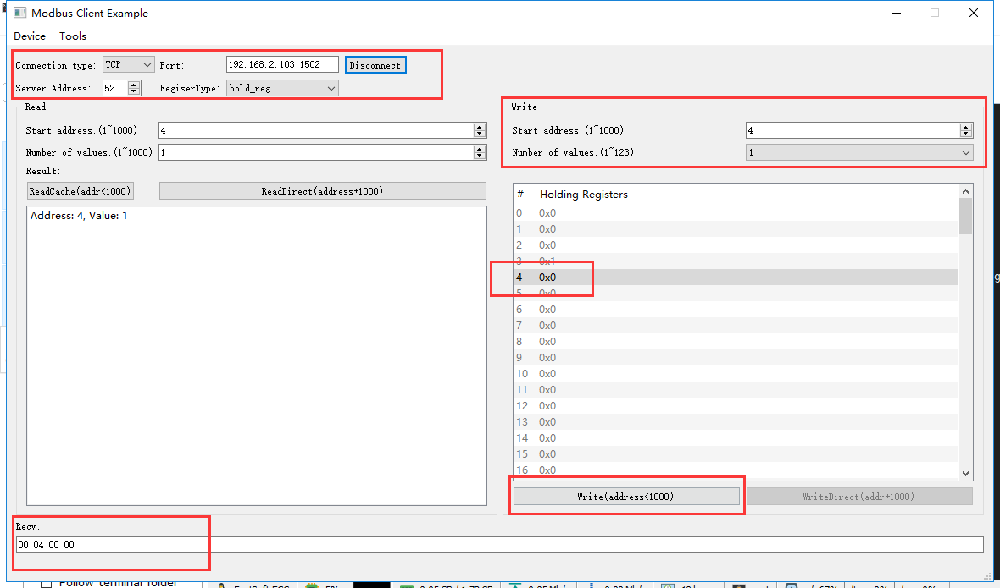 Modbus Client Example
Device Tools
Connection type: TCP Port: 192.168.2.103:1502 Disconnect
Server Address: 52 RegiserType: hold_reg
Read
Start address:(1~1000) 4
Number of values:(1~1000) 1
Result:
ReadCache(addr<1000) ReadDirect(address+1000)
Address: 4, Value: 1
Write
Start address:(1~1000) 4
Number of values:(1~123) 1
# Holding Registers
0 0x0
1 0x0
2 0x0
3 0x1
4 0x0
5 0x0
6 0x0
7 0x0
8 0x0
9 0x0
10 0x0
11 0x0
12 0x0
13 0x0
14 0x0
15 0x0
16 0x0
Write(address<1000) WriteDirect(addr+1000)
Recv:
00 04 00 00
Follow terminal folder